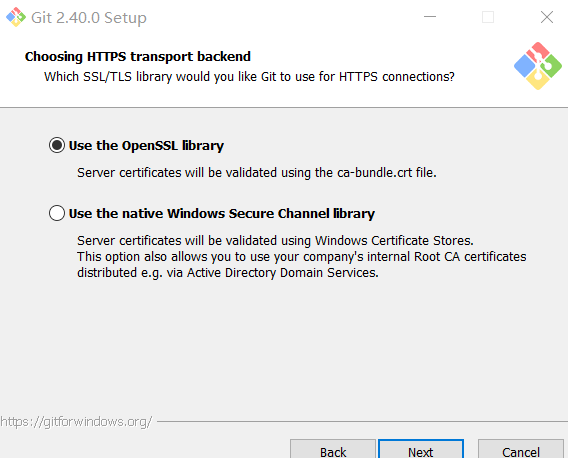 Git 2.40.0 Setup
Choosing HTTPS transport backend
Which SSL/TLS library would you like Git to use for HTTPS connections?
Use the OpenSSL library
Server certificates will be validated using the ca-bundle.crt file.
Use the native Windows Secure Channel library
Server certificates will be validated using Windows Certificate Stores.
This option also allows you to use your company's internal Root CA certificates
distributed e.g. via Active Directory Domain Services.
https://gitforwindows.org/
Back
Next
Cancel